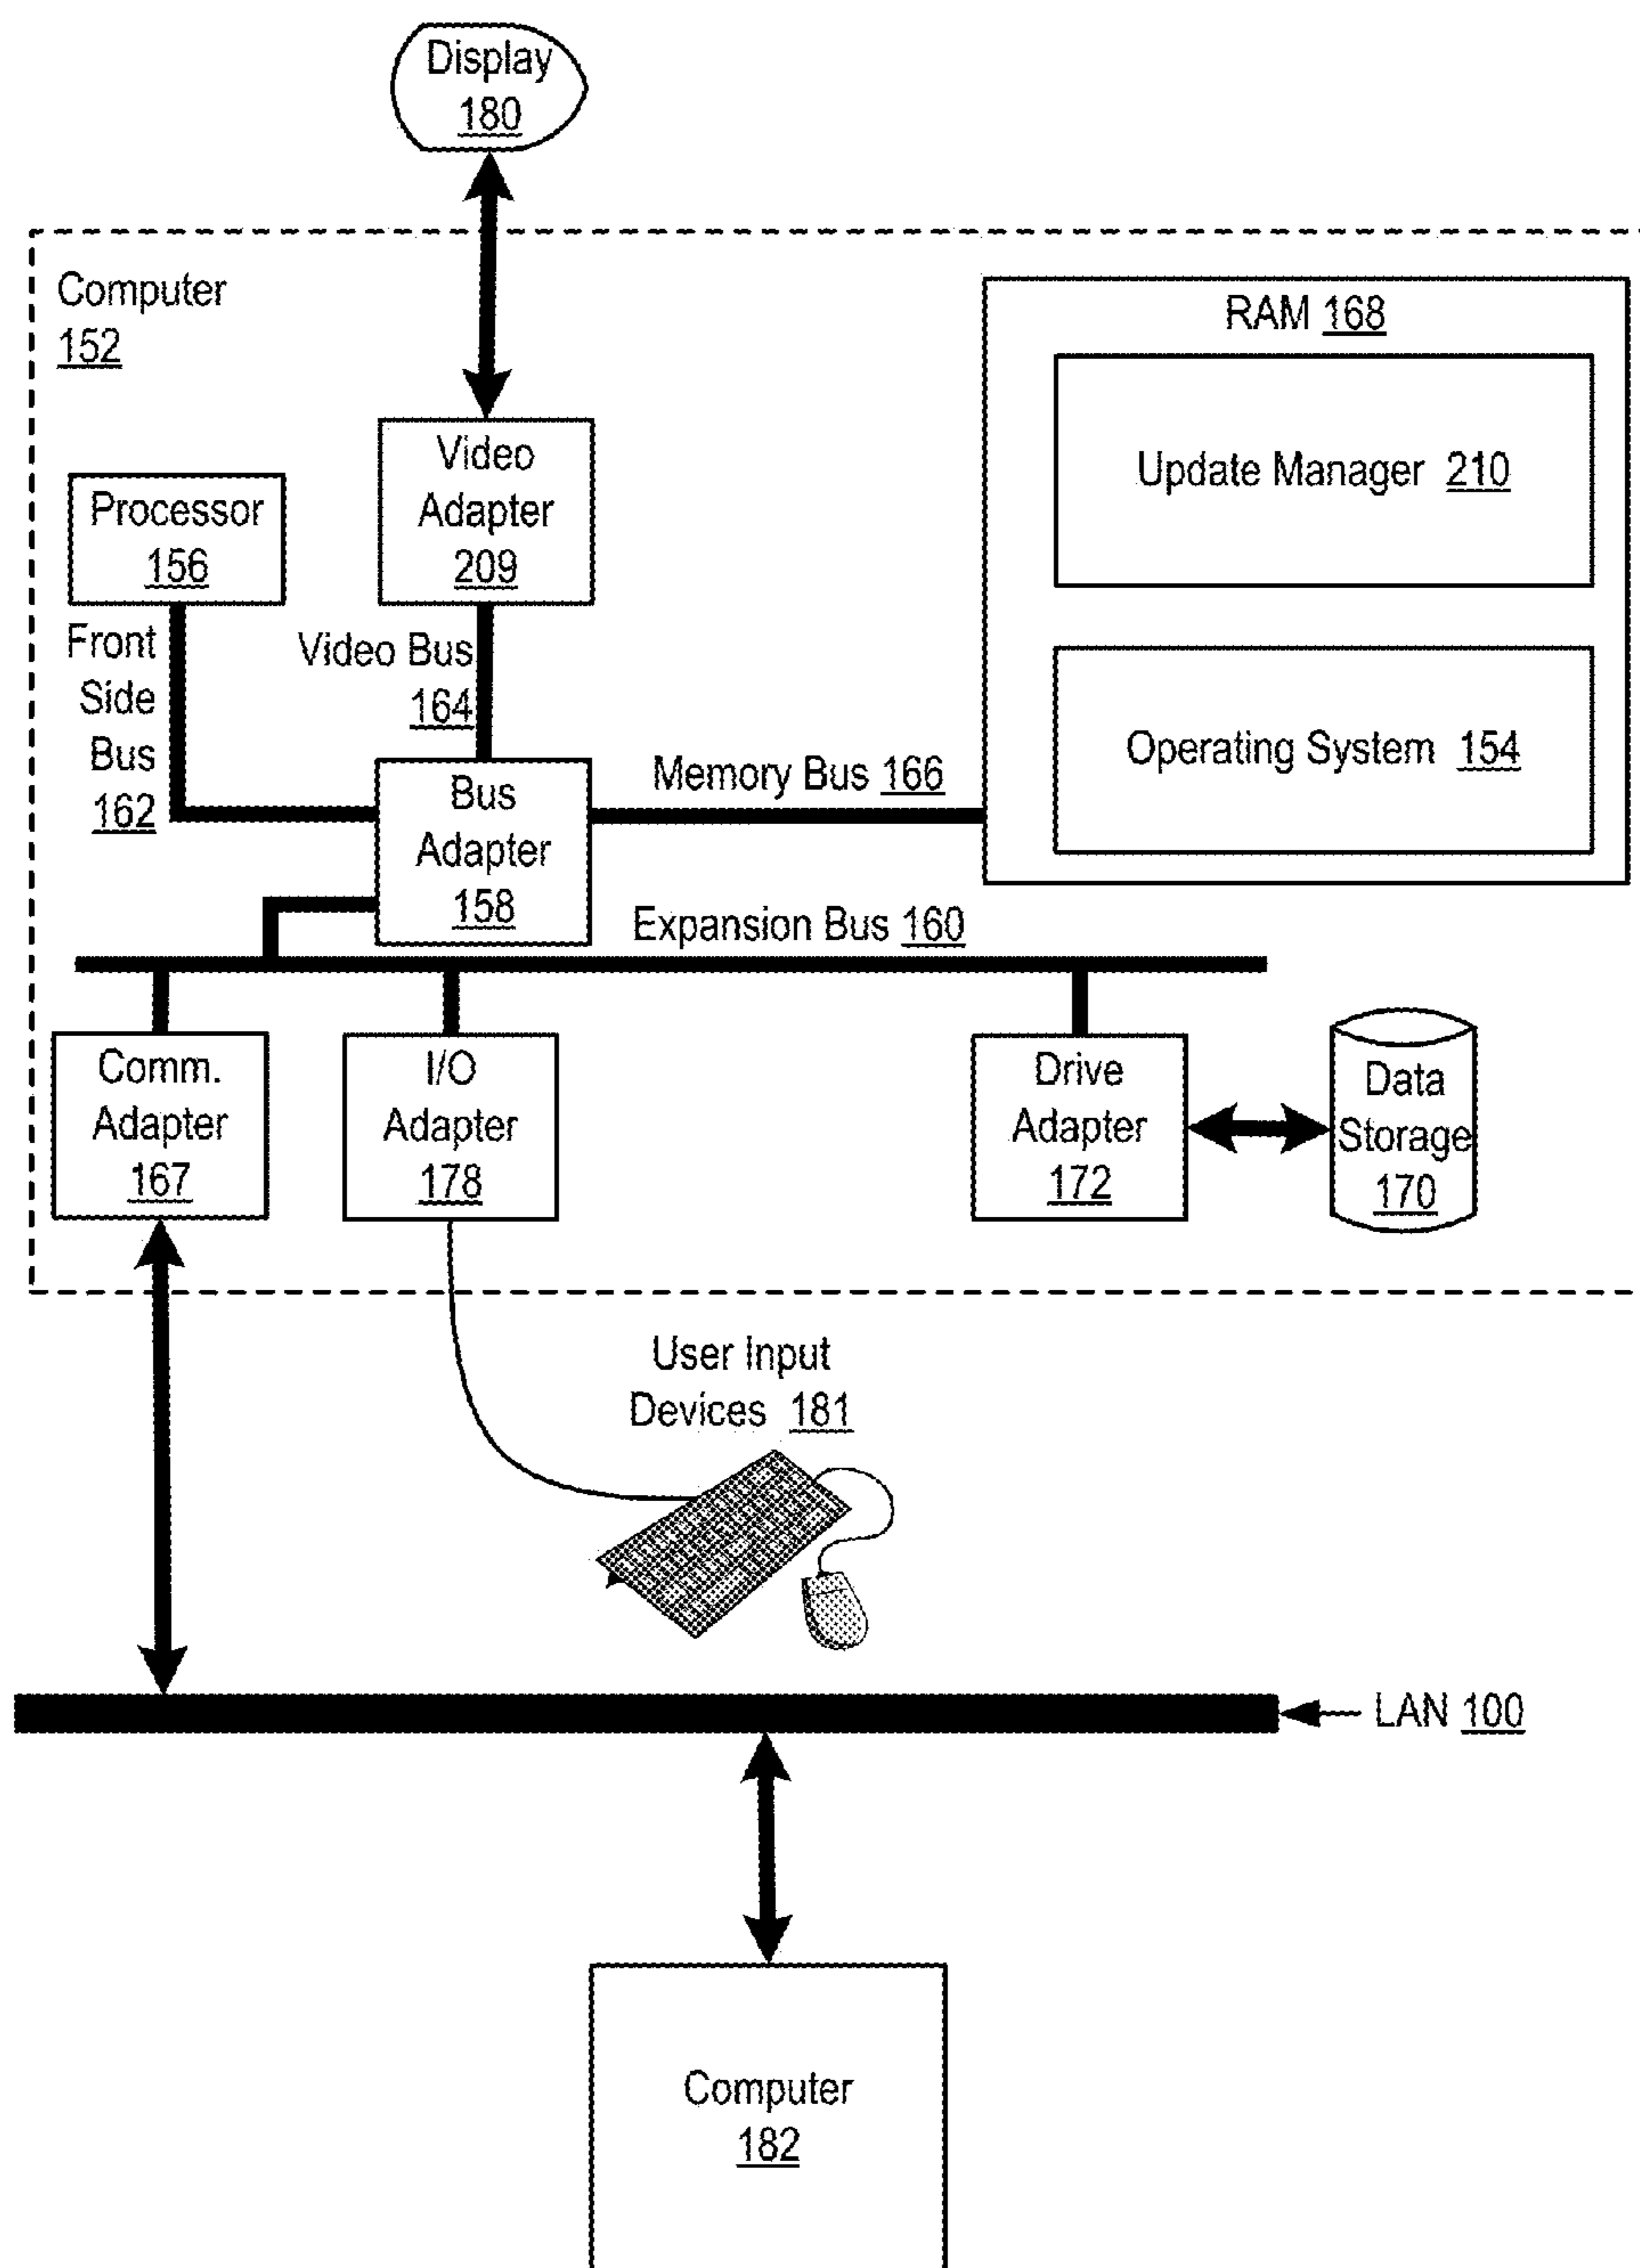 Display
180
Computer
152
RAM 168
Update Manager 210
Video
Adapter
209
Processor
156
Front
Side
Bus
162
Video Bus
164
Operating System 154
Memory Bus 166
Bus
Adapter
158
Expansion Bus 160
Comm.
Adapter
167
I/O
Adapter
178
Drive
Adapter
172
Data
Storage
170
User Input
Devices 181
LAN 100
Computer
182